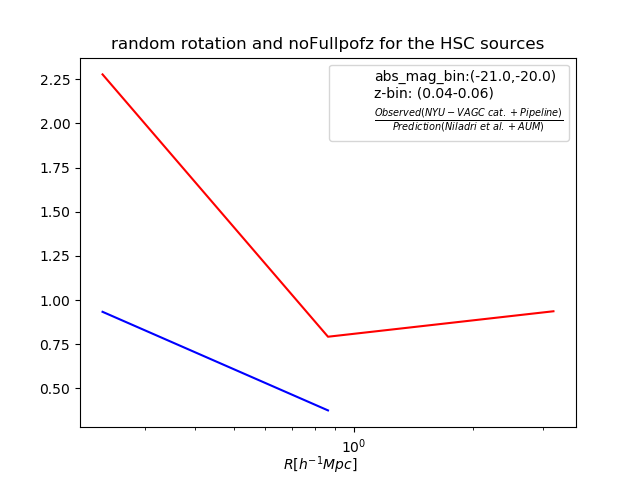 random rotation and noFullpofz for the HSC sources
abs_mag_bin:(-21.0,-20.0)
z-bin: (0.04-0.06)
Observed(NYU−VAGC cat. +Pipeline)
Prediction(Niladri et al. +AUM)
2.25
2.00
1.75
1.50
1.25
1.00
0.75
0.50
10⁰
R[h⁻¹Mpc]